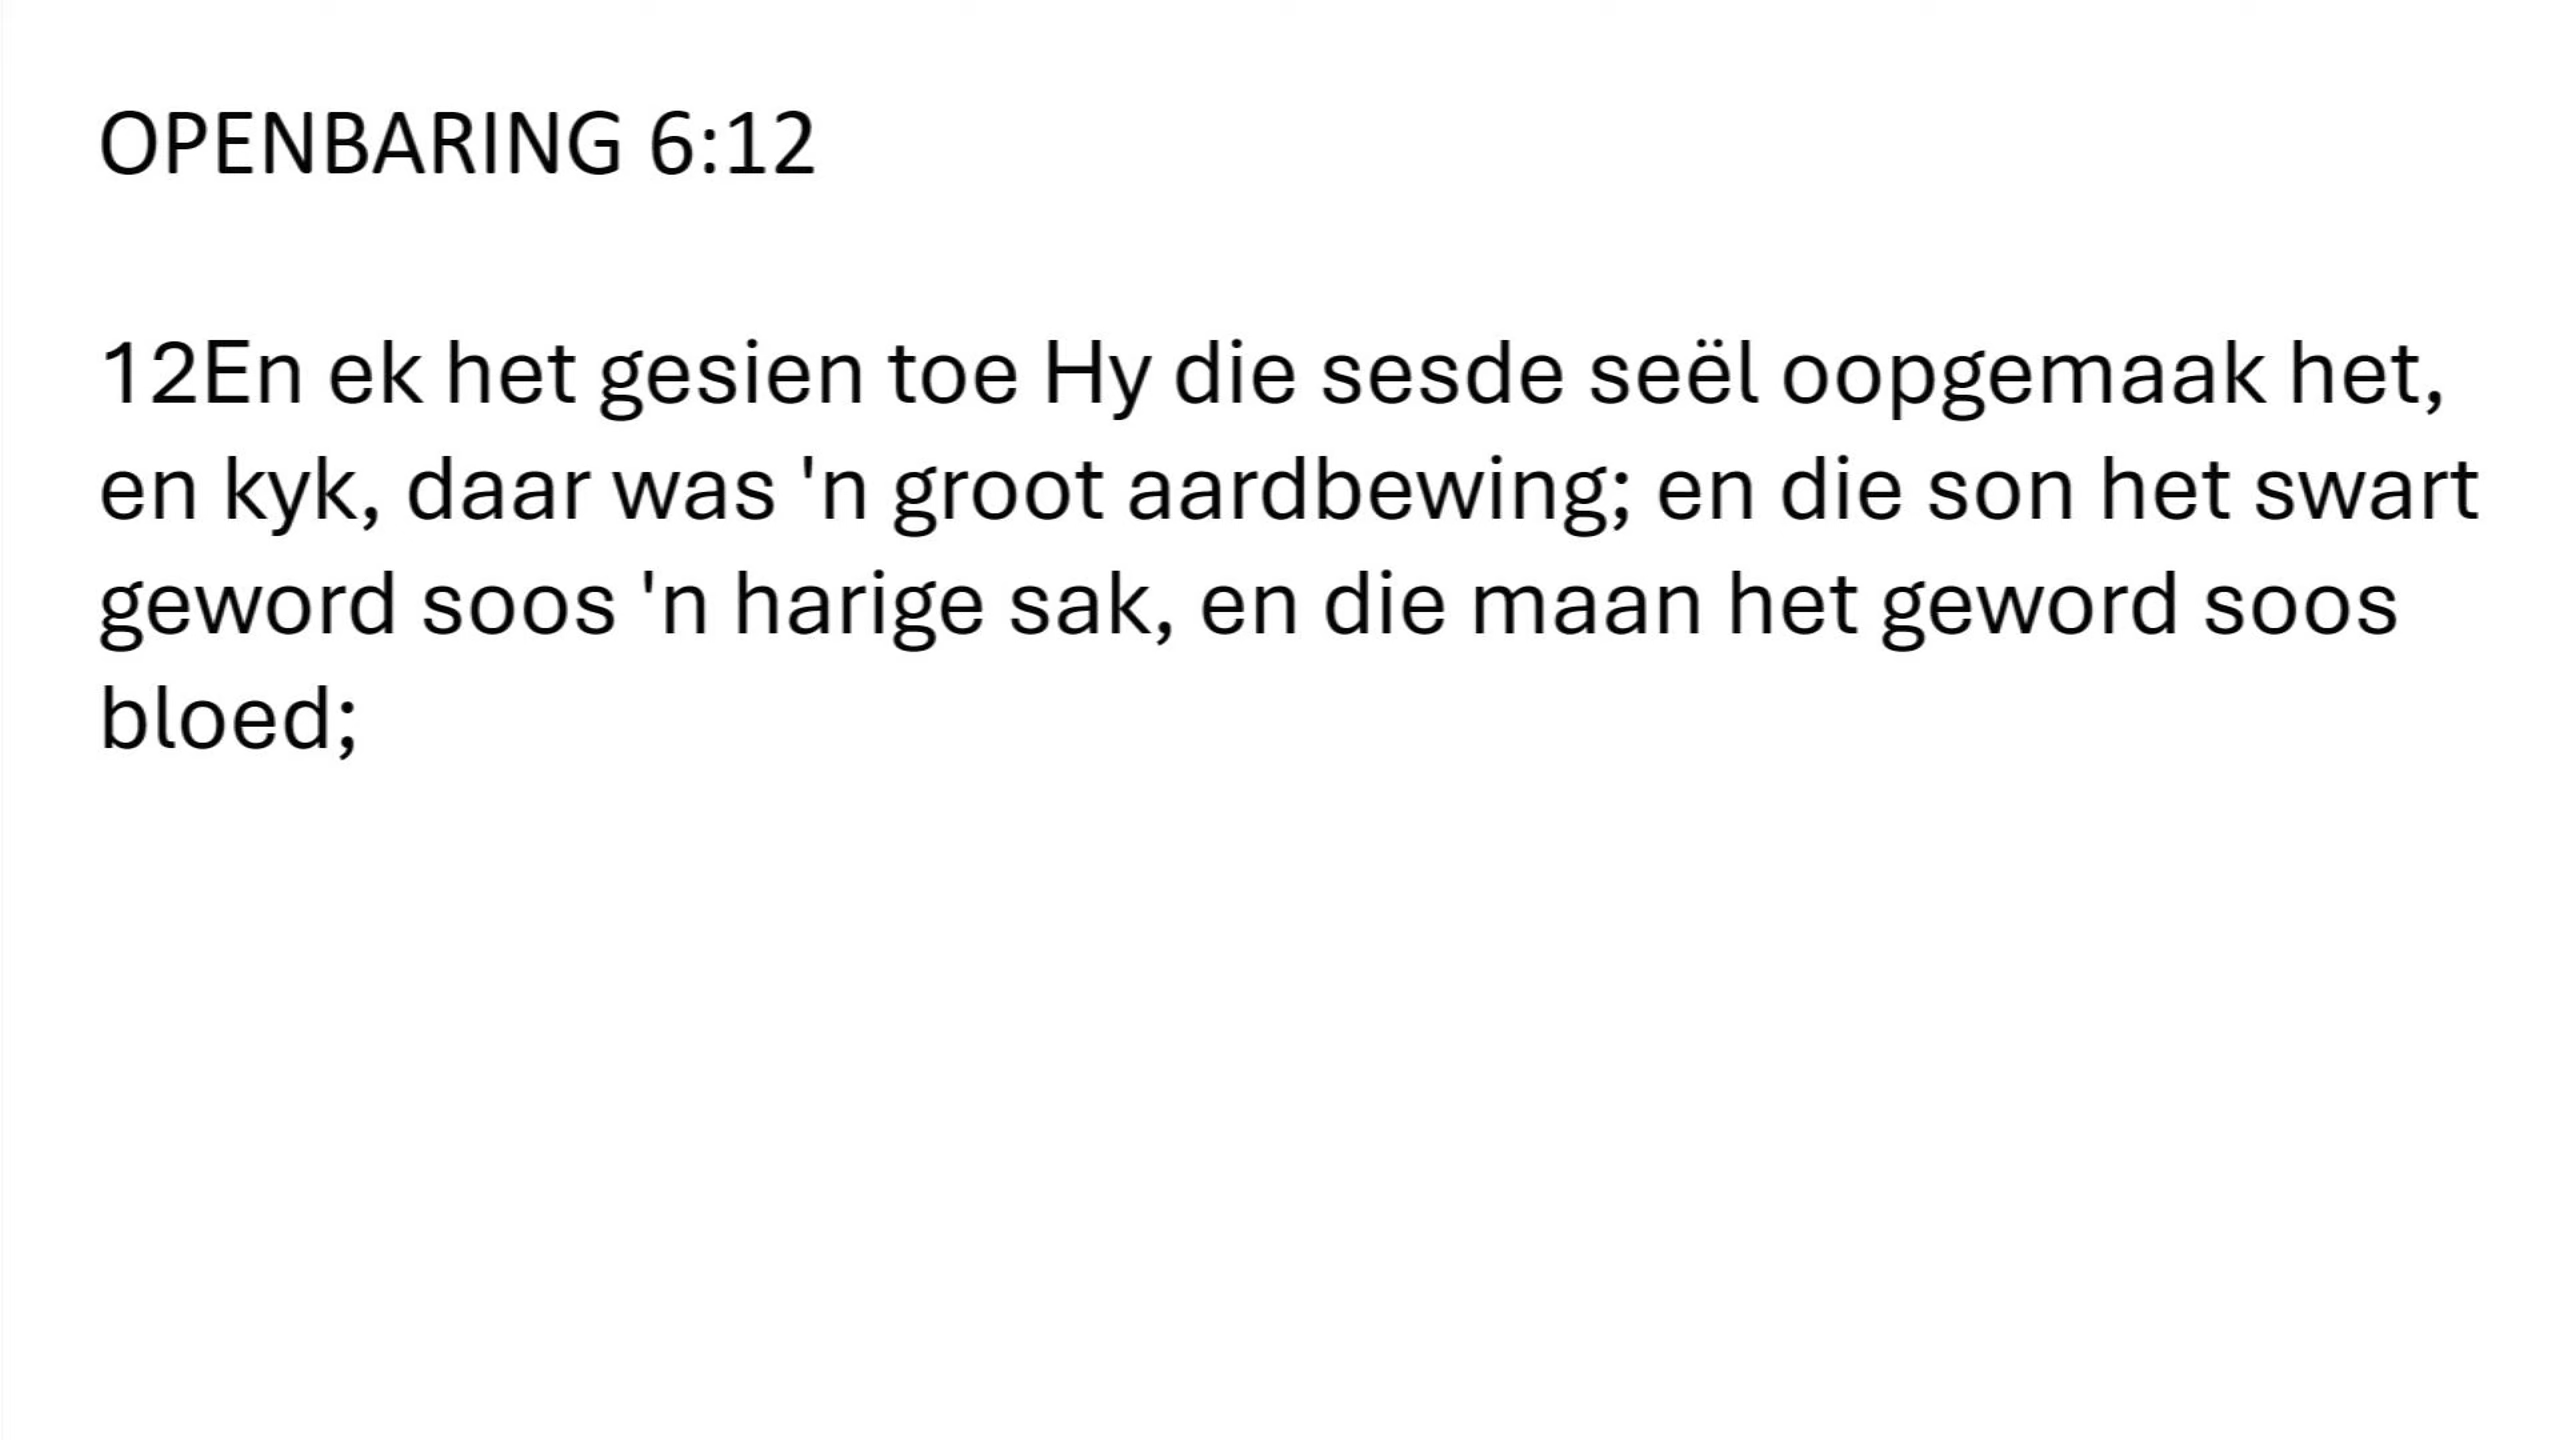 OPENBARING 6:12
12En ek het gesien toe Hy die sesde seël oopgemaak het,
en kyk, daar was 'n groot aardbewing; en die son het swart
geword soos 'n harige sak, en die maan het geword soos
bloed;